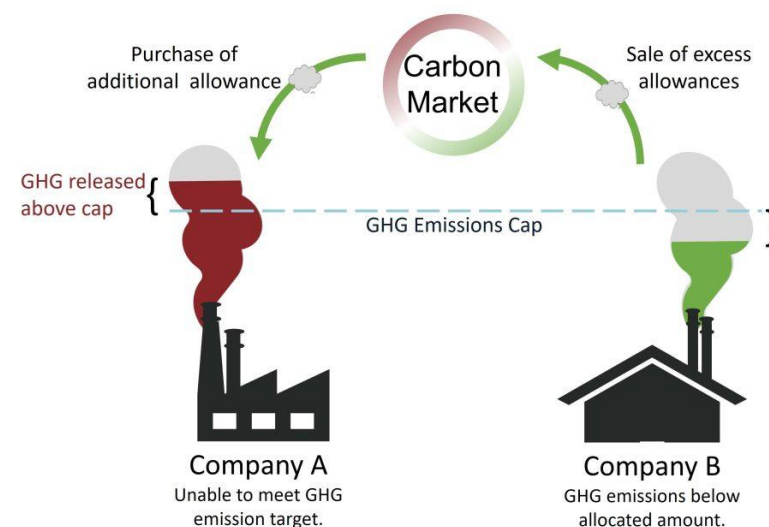 Purchase of
additional allowance
Carbon
Market
Sale of excess
allowances
GHG released
above cap
GHG Emissions Cap
Company A
Unable to meet GHG
emission target.
Company B
GHG emissions below
allocated amount.